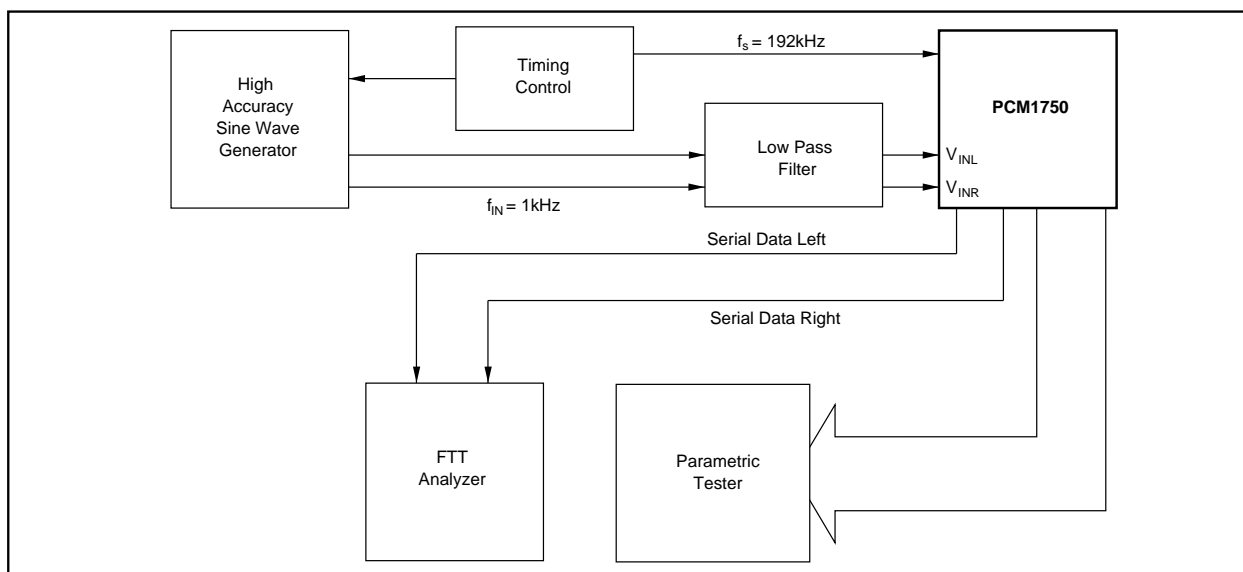 High
Accuracy
Sine Wave
Generator
Timing
Control
fs = 192kHz
PCM1750
Low Pass
Filter
VINL
VINR
fIN = 1kHz
Serial Data Left
Serial Data Right
FTT
Analyzer
Parametric
Tester